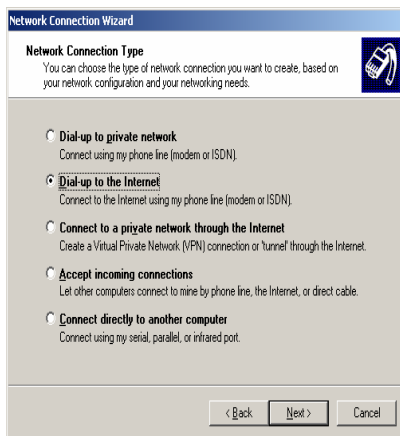 Network Connection Wizard
Network Connection Type
You can choose the type of network connection you want to create, based on
your network configuration and your networking needs.
Dial-up to private network
Connect using my phone line (modem or ISDN).
Dial-up to the Internet
Connect to the Internet using my phone line (modem or ISDN).
Connect to a private network through the Internet
Create a Virtual Private Network (VPN) connection or 'tunnel' through the Internet.
Accept incoming connections
Let other computers connect to mine by phone line, the Internet, or direct cable.
Connect directly to another computer
Connect using my serial, parallel, or infrared port.
< Back Next > Cancel